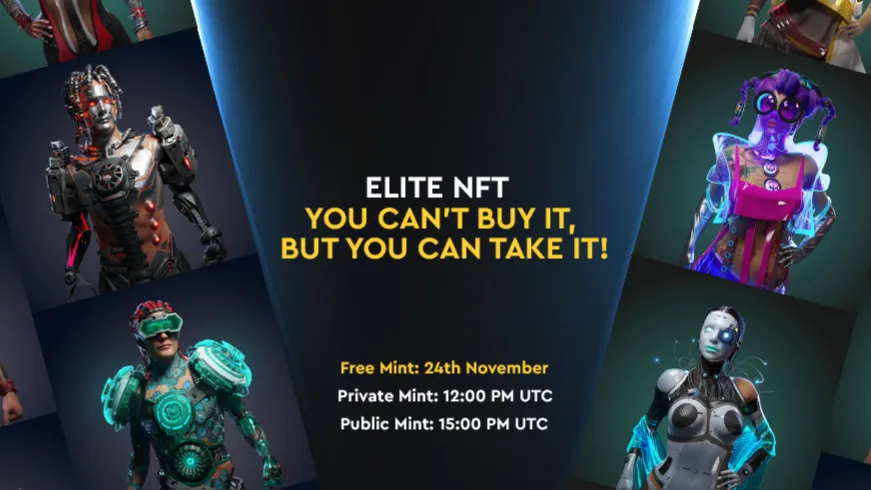 ELITE NFT
YOU CAN'T BUY IT,
BUT YOU CAN TAKE IT!
Free Mint: 24th November
Private Mint: 12:00 PM UTC
Public Mint: 15:00 PM UTC